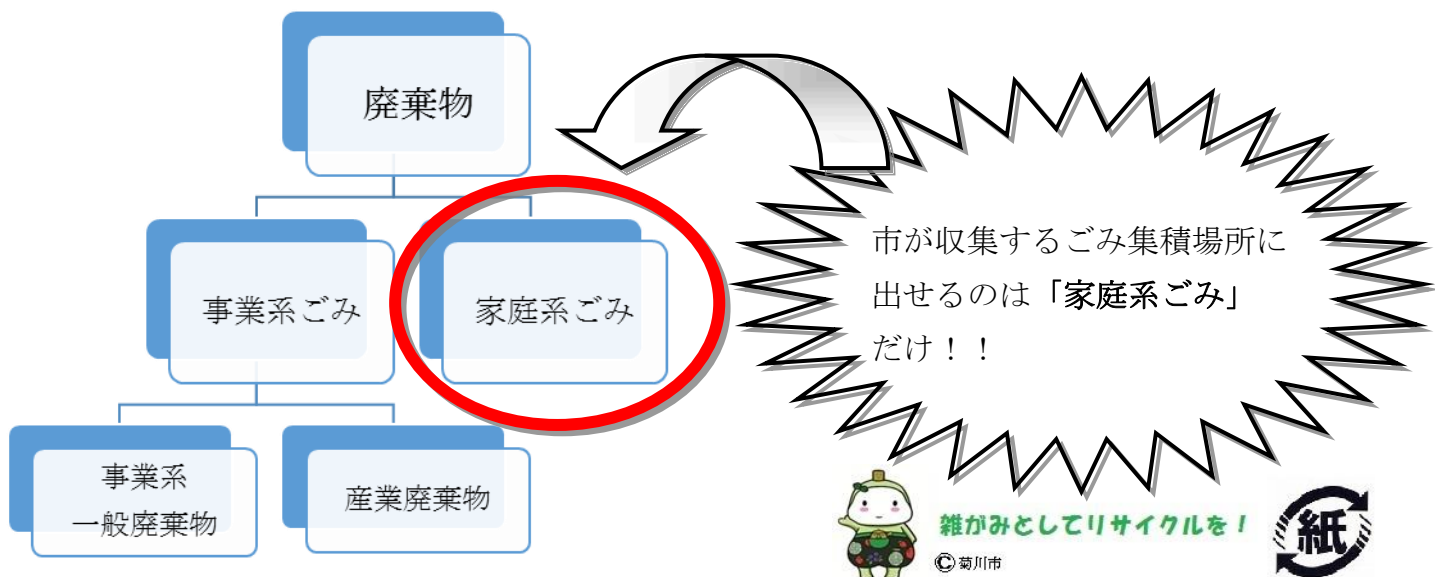 廃棄物
事業系ごみ
家庭系ごみ
事業系
一般廃棄物
産業廃棄物
市が収集するごみ集積場所に
出せるのは「家庭系ごみ」
だけ！！
雑がみとしてリサイクルを！
©菊川市
紙